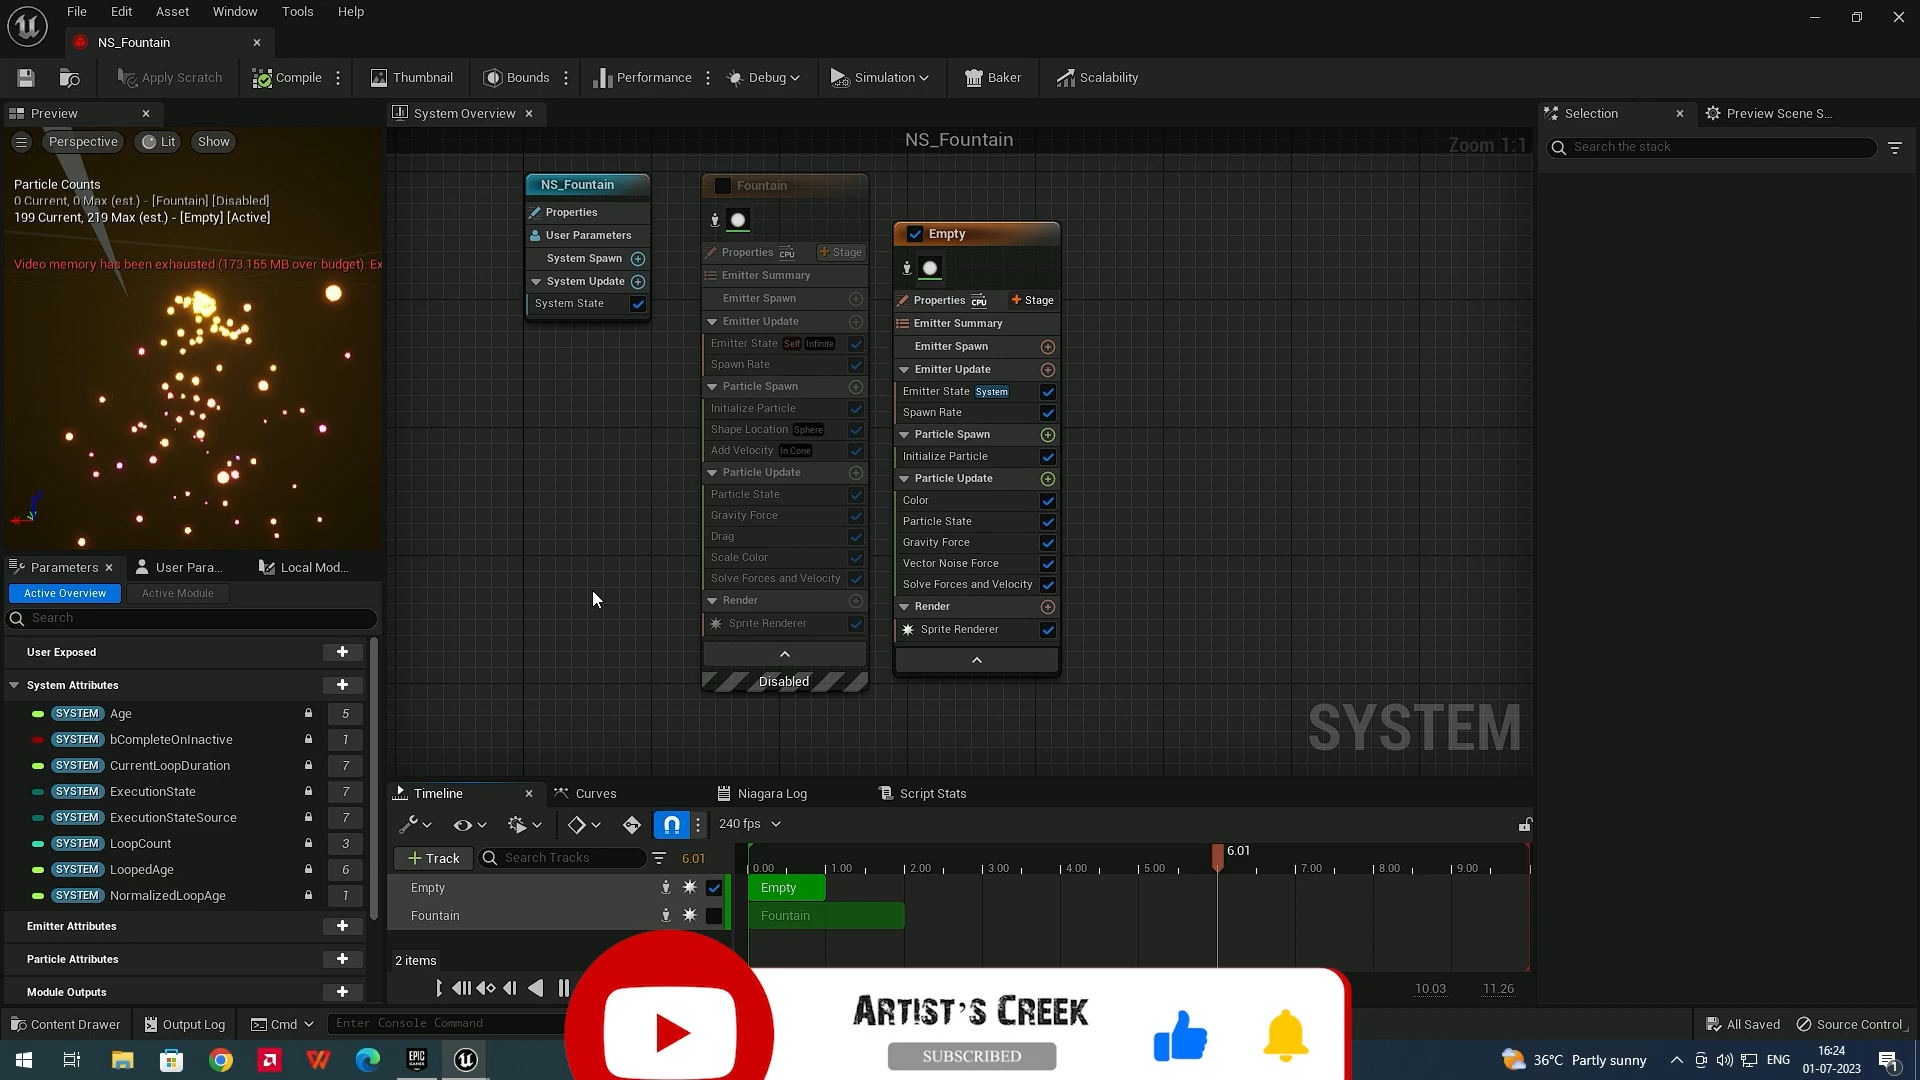 File Edit Asset Window Tools Help
NS_Fountain
Apply Scratch Compile Thumbnail Bounds Performance Debug Simulation Baker Scalability
Preview
Perspective Lit Show
Particle Counts
0 Current, 0 Max (est.) - [Fountain] [Disabled]
199 Current, 219 Max (est.) - [Empty] [Active]
Video memory has been exhausted (173.155 MB over budget). Ex
System Overview
NS_Fountain
Zoom 1:1
NS_Fountain
Properties
User Parameters
System Spawn
System Update
System State
Fountain
Properties CPU Stage
Emitter Summary
Emitter Spawn
Emitter Update
Emitter State Self Infinite
Spawn Rate
Particle Spawn
Initialize Particle
Shape Location Sphere
Add Velocity In Cone
Particle Update
Particle State
Gravity Force
Drag
Scale Color
Solve Forces and Velocity
Render
Sprite Renderer
Disabled
Empty
Properties CPU Stage
Emitter Summary
Emitter Spawn
Emitter Update
Emitter State System
Spawn Rate
Particle Spawn
Initialize Particle
Particle Update
Color
Particle State
Gravity Force
Vector Noise Force
Solve Forces and Velocity
Render
Sprite Renderer
SYSTEM
Selection Preview Scene S...
Search the stack
Parameters User Para... Local Mod...
Active Overview Active Module
Search
User Exposed
System Attributes
SYSTEM Age 5
SYSTEM bCompleteOnInactive 1
SYSTEM CurrentLoopDuration 7
SYSTEM ExecutionState 7
SYSTEM ExecutionStateSource 7
SYSTEM LoopCount 3
SYSTEM LoopedAge 6
SYSTEM NormalizedLoopAge 1
Emitter Attributes
Particle Attributes
Module Outputs
Timeline Curves Niagara Log Script Stats
240 fps
Track Search Tracks 6.01
6.01
0.00 1.00 2.00 3.00 4.00 5.00 7.00 8.00 9.00
Empty Empty
Fountain Fountain
2 items
10.03 11.26
ARTIST'S CREEK
SUBSCRIBED
Content Drawer Output Log Cmd Enter Console Command All Saved Source Control
EPIC GAMES
36°C Partly sunny ENG
16:24
01-07-2023
1